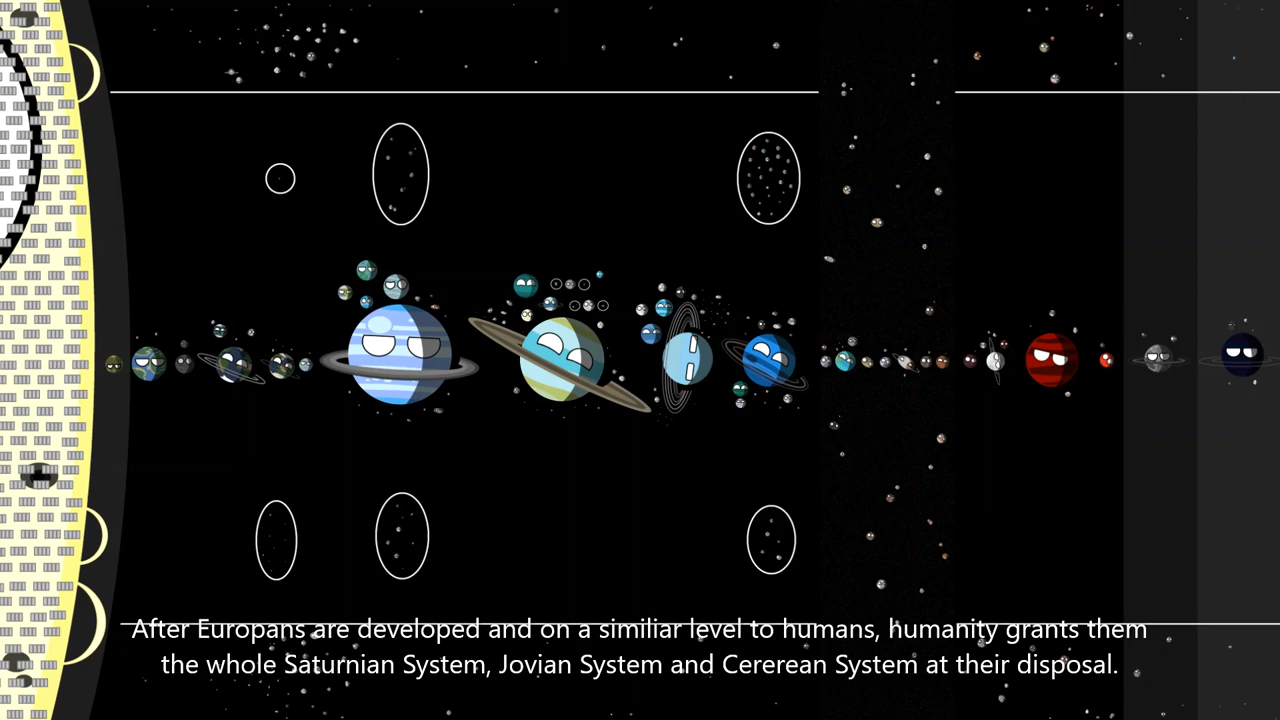 After Europans are developed and on a similiar level to humans, humanity grants them
the whole Saturnian System, Jovian System and Cererean System at their disposal.